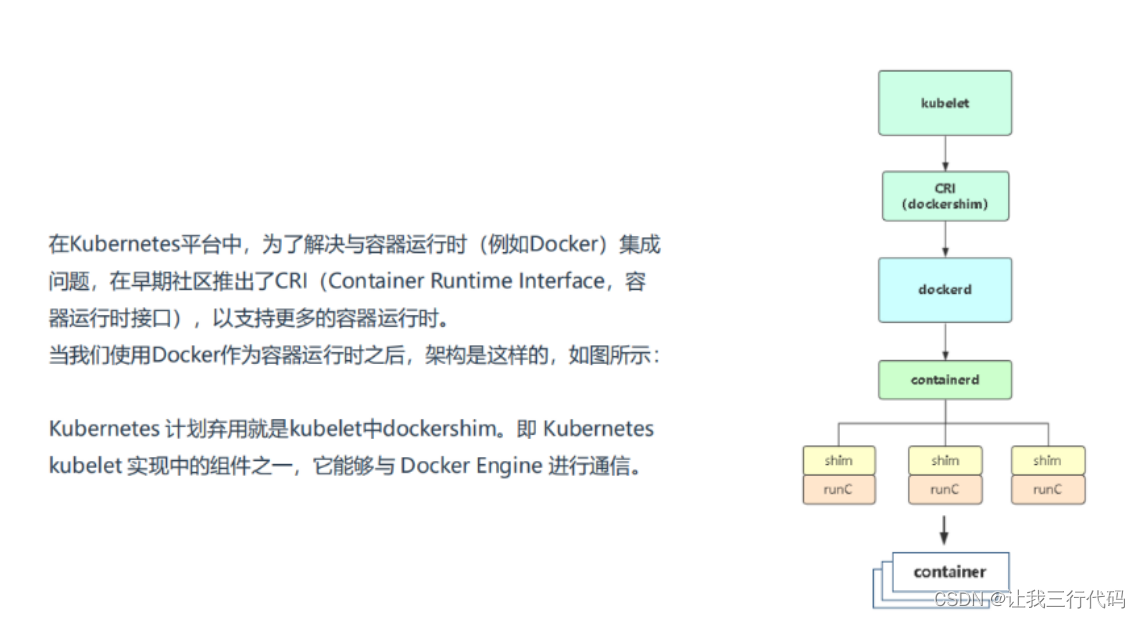 在Kubernetes平台中，为了解决与容器运行时（例如Docker）集成
问题，在早期社区推出了CRI（Container Runtime Interface，容
器运行时接口），以支持更多的容器运行时。
当我们使用Docker作为容器运行时之后，架构是这样的，如图所示：
Kubernetes 计划弃用就是kubelet中dockershim。即 Kubernetes
kubelet 实现中的组件之一，它能够与 Docker Engine 进行通信。
kubelet
CRI
(dockershim)
dockerd
containerd
shim shim shim
runC runC runC
container
CSDN @让我三行代码